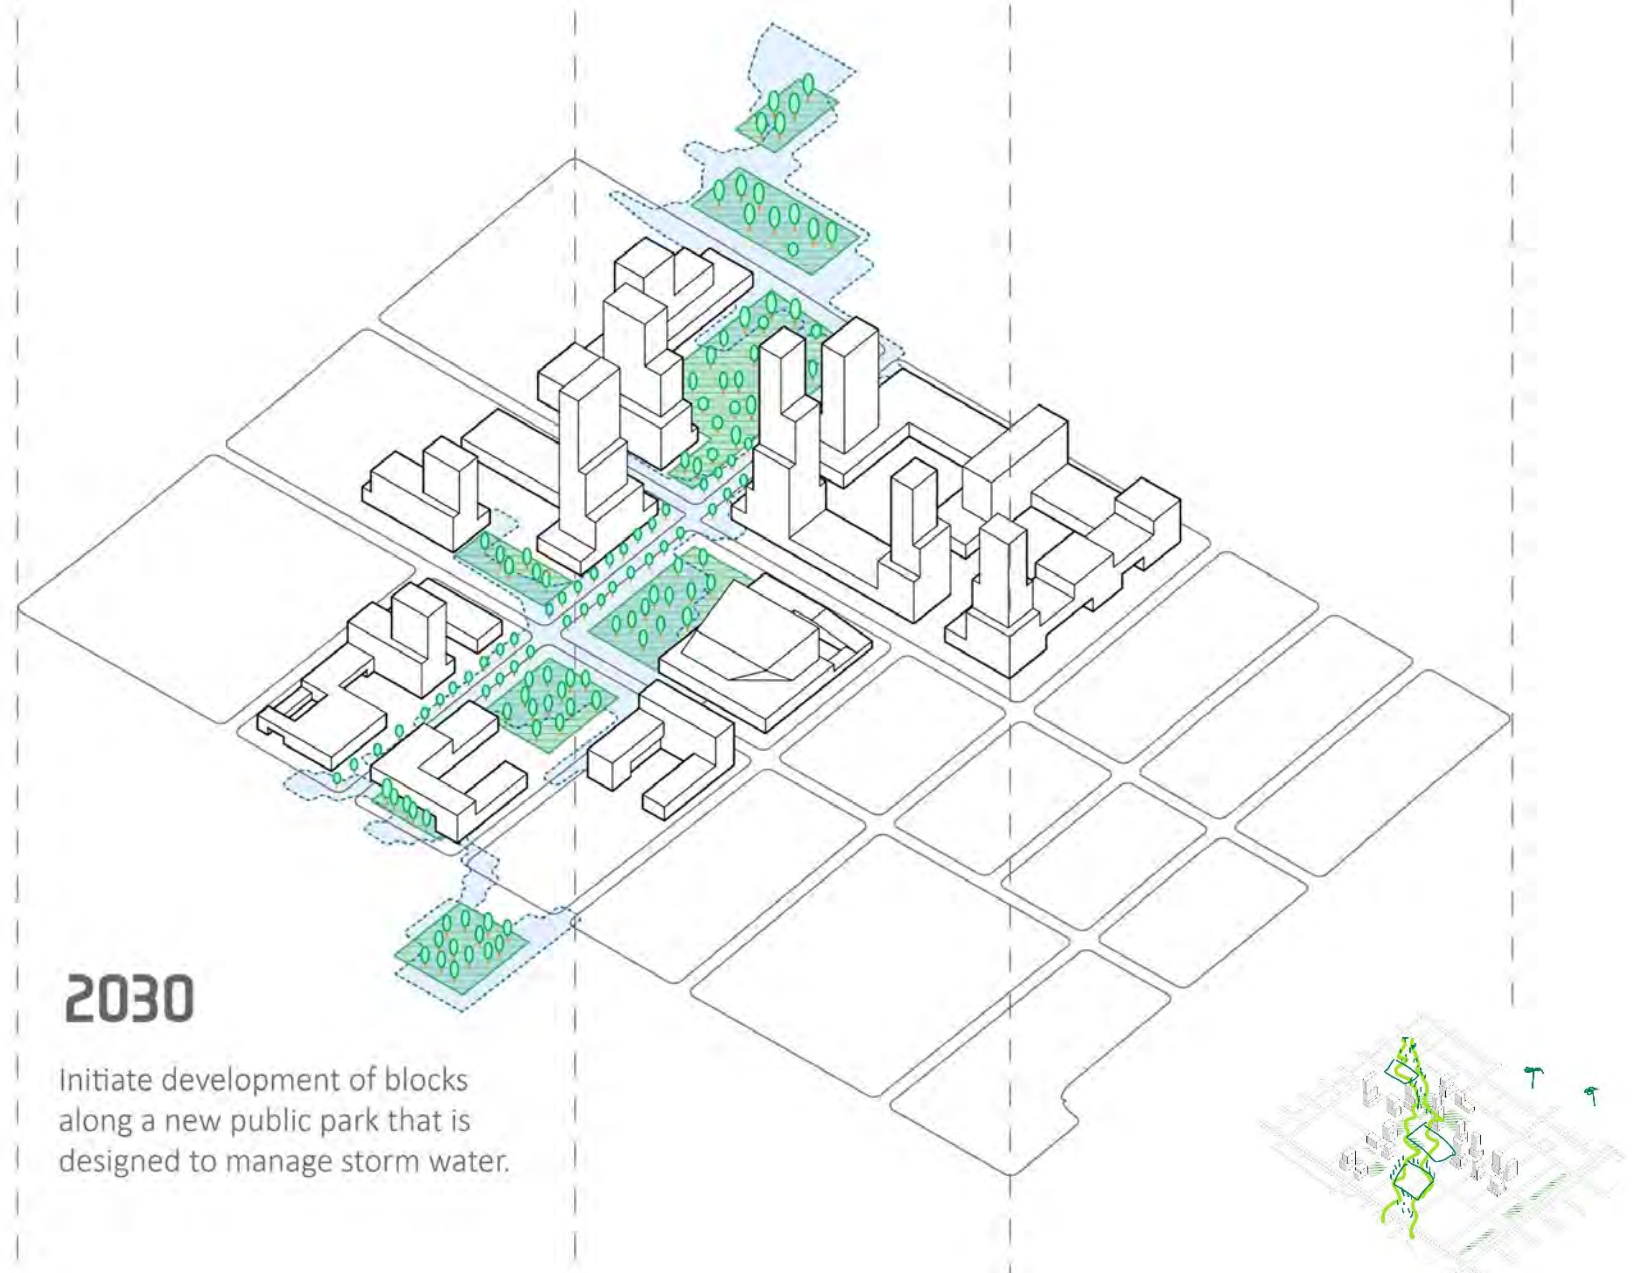 2030
Initiate development of blocks
along a new public park that is
designed to manage storm water.